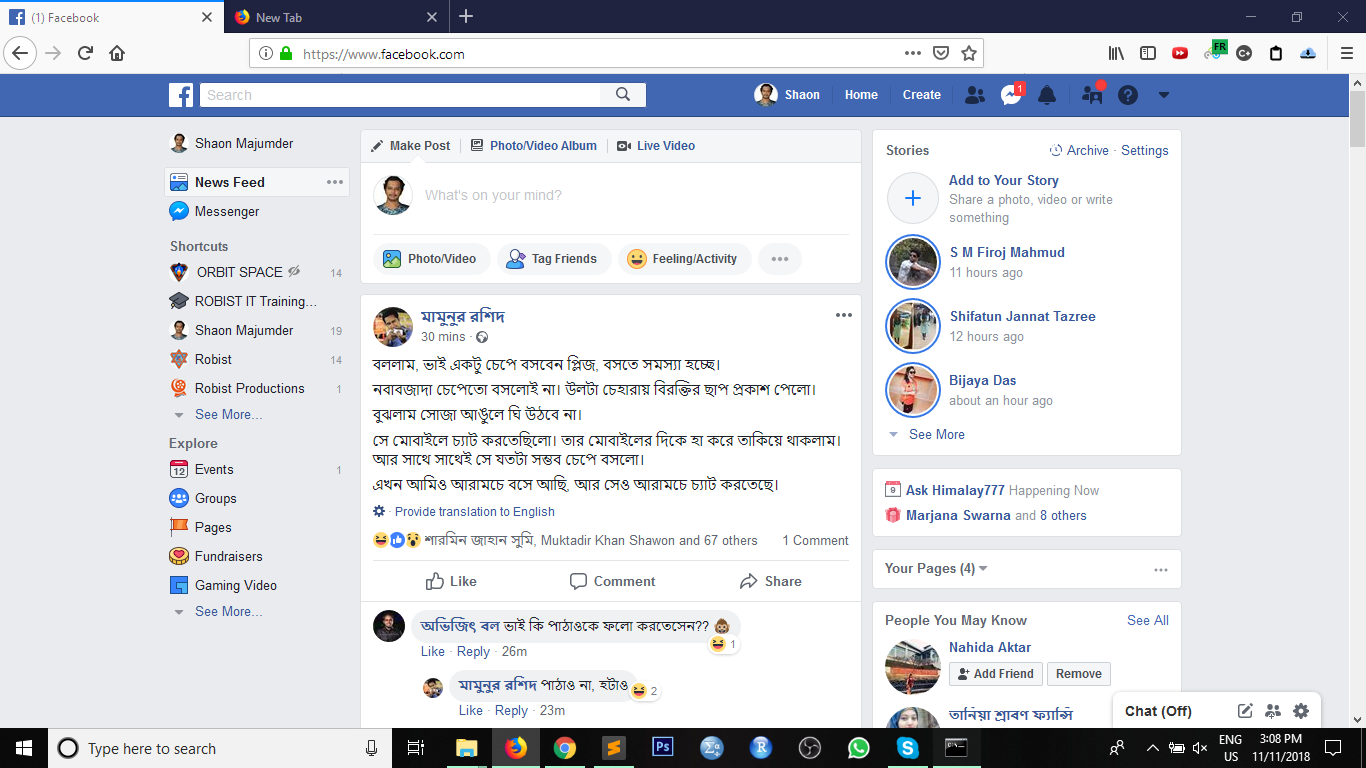 (1) Facebook
New Tab
https://www.facebook.com
FR
Search
Shaon
Home
Create
1
Shaon Majumder
News Feed
Messenger
Shortcuts
ORBIT SPACE 14
ROBIST IT Training...
Shaon Majumder 19
Robist 14
Robist Productions 1
See More...
Explore
12
Events 1
Groups
Pages
Fundraisers
Gaming Video
See More...
Make Post
Photo/Video Album
Live Video
What's on your mind?
Photo/Video
Tag Friends
Feeling/Activity
মামুনুর রশিদ
30 mins ·
বললাম, ভাই একটু চেপে বসবেন প্লিজ, বসতে সমস্যা হচ্ছে।
নবাবজাদা চেপেতো বসলোই না। উলটা চেহারায় বিরক্তির ছাপ প্রকাশ পেলো।
বুঝলাম সোজা আঙুলে ঘি উঠবে না।
সে মোবাইলে চ্যাট করতেছিলো। তার মোবাইলের দিকে হা করে তাকিয়ে থাকলাম।
আর সাথে সাথেই সে যতটা সম্ভব চেপে বসলো।
এখন আমিও আরামচে বসে আছি, আর সেও আরামচে চ্যাট করতেছে।
· Provide translation to English
শারমিন জাহান সুমি, Muktadir Khan Shawon and 67 others 1 Comment
Like
Comment
Share
অভিজিৎ বল ভাই কি পাঠাওকে ফলো করতেসেন??
1
Like · Reply · 26m
মামুনুর রশিদ পাঠাও না, হটাও
2
Like · Reply · 23m
Stories
Archive · Settings
Add to Your Story
Share a photo, video or write
something
S M Firoj Mahmud
11 hours ago
Shifatun Jannat Tazree
12 hours ago
Bijaya Das
about an hour ago
See More
9
Ask Himalay777 Happening Now
Marjana Swarna and 8 others
Your Pages (4)
People You May Know See All
Nahida Aktar
Add Friend
Remove
তানিয়া শ্রাবণ ফ্যান্সি
Chat (Off)
Type here to search
Ps
R
ENG
US
3:08 PM
11/11/2018